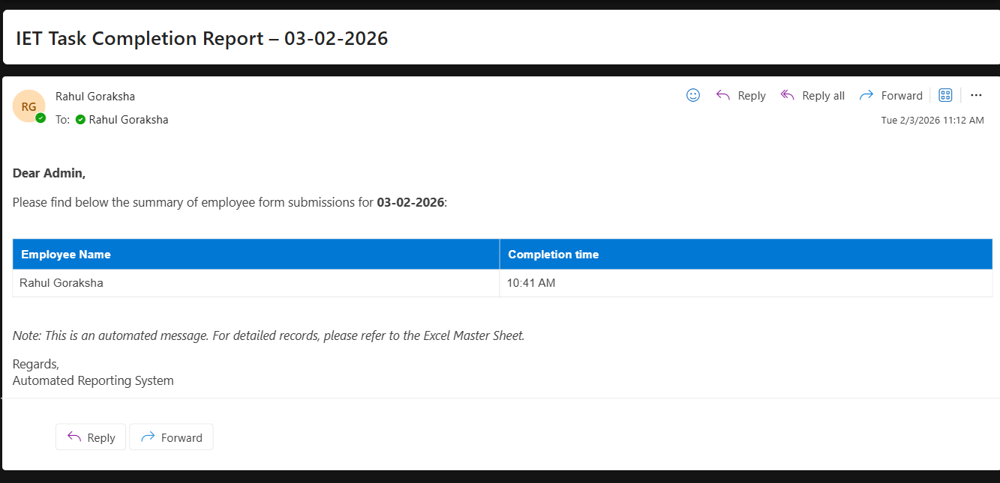 IET Task Completion Report – 03-02-2026
RG
Rahul Goraksha
Reply
Reply all
Forward
To: Rahul Goraksha
Tue 2/3/2026 11:12 AM
Dear Admin,
Please find below the summary of employee form submissions for 03-02-2026:
Employee Name Completion time
Rahul Goraksha 10:41 AM
Note: This is an automated message. For detailed records, please refer to the Excel Master Sheet.
Regards,
Automated Reporting System
Reply Forward